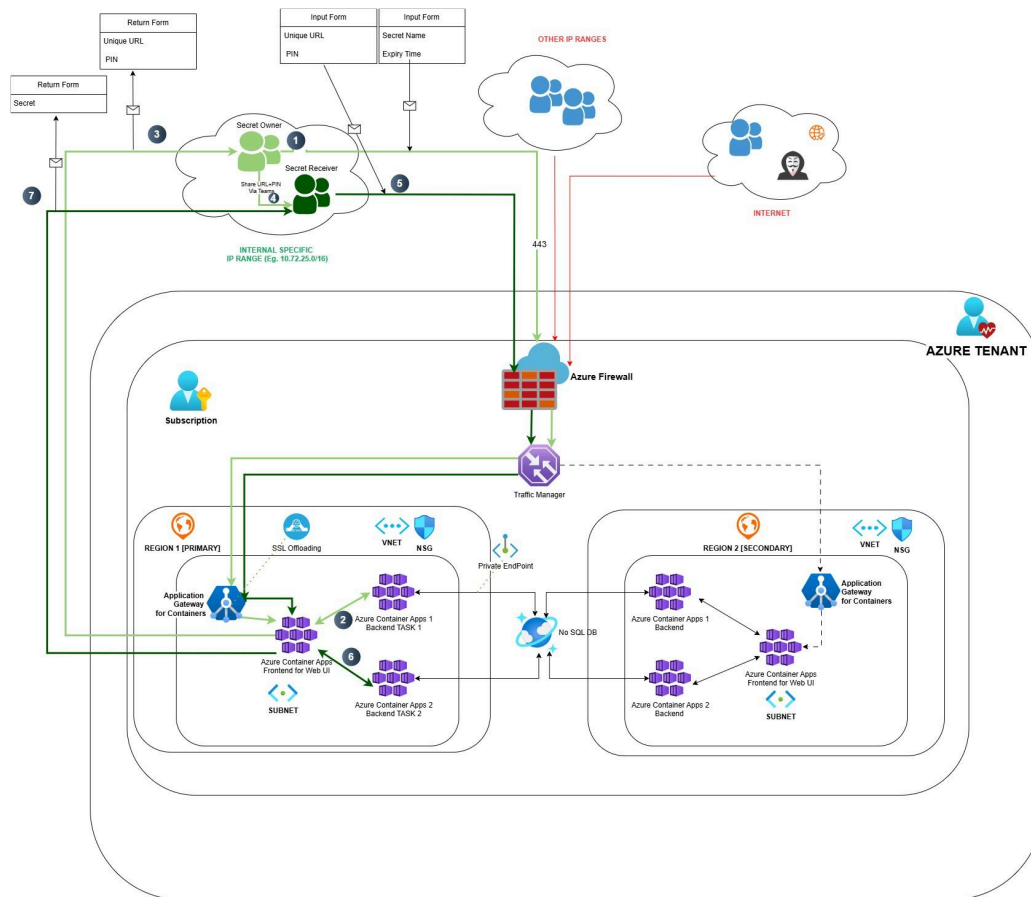 Return Form
Unique URL
PIN
Input Form
Unique URL
PIN
Input Form
Secret Name
Expiry Time
Return Form
Secret
OTHER IP RANGES
INTERNET
Secret Owner
1
3
Secret Receiver
Share URL+PIN
Via Teams
4
5
7
INTERNAL SPECIFIC
IP RANGE (Eg. 10.72.25.0/16)
443
AZURE TENANT
Azure Firewall
Subscription
Traffic Manager
REGION 1 [PRIMARY]
SSL Offloading
VNET
NSG
Private EndPoint
REGION 2 [SECONDARY]
VNET
NSG
Application
Gateway
for Containers
2
Azure Container Apps 1
Backend TASK 1
Azure Container Apps
Frontend for Web UI
SUBNET
6
Azure Container Apps 2
Backend TASK 2
No SQL DB
Azure Container Apps 1
Backend
Application
Gateway
for Containers
Azure Container Apps
Frontend for Web UI
SUBNET
Azure Container Apps 2
Backend